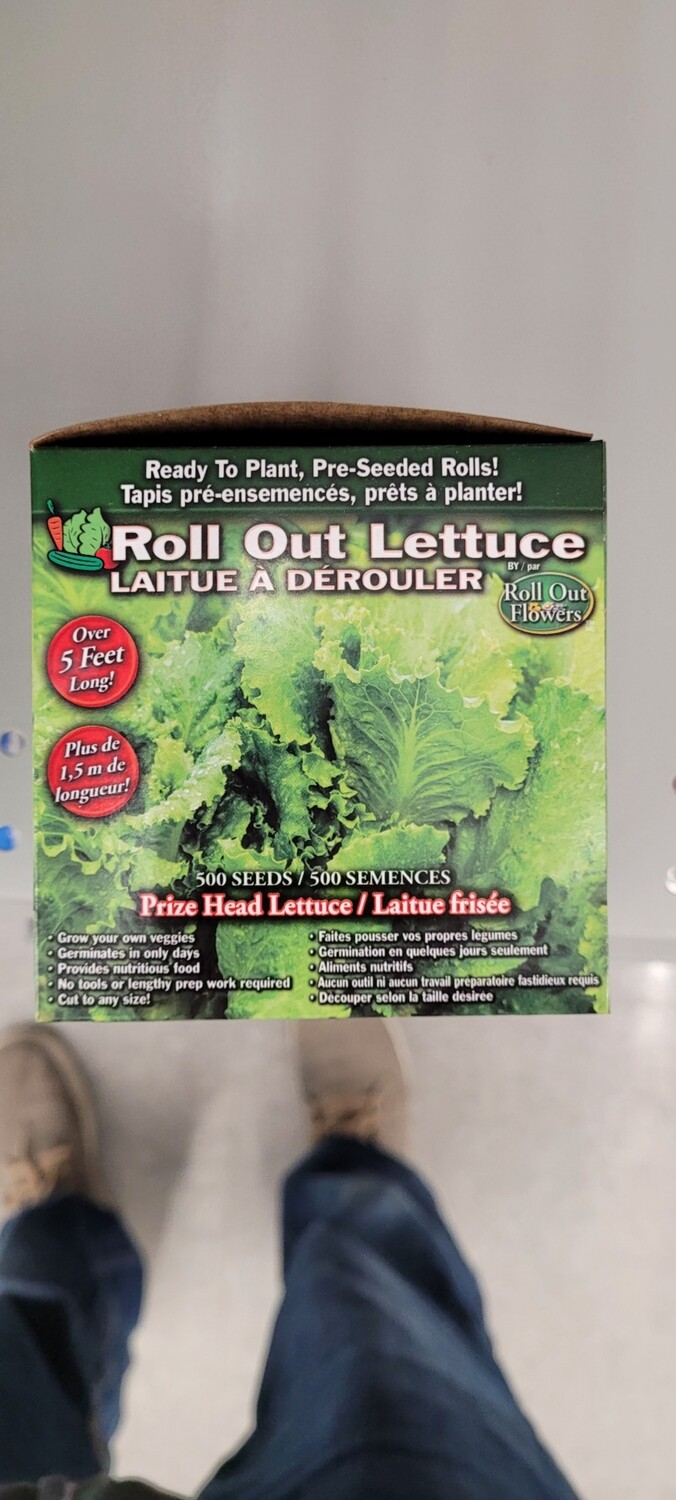 Ready To Plant, Pre-Seeded Rolls!
Tapis pré-ensemencés, prêts à planter!
Roll Out Lettuce
LAITUE À DÉROULER
BY / par
Roll Out
Flowers
Over
5 Feet
Long!
Plus de
1,5 m de
longueur!
500 SEEDS / 500 SEMENCES
Prize Head Lettuce / Laitue frisée
• Grow your own veggies
• Germinates in only days
• Provides nutritious food
• No tools or lengthy prep work required
• Cut to any size!
• Faites pousser vos propres legumes
• Germination en quelques jours seulement
• Aliments nutritifs
• Aucun outil ni aucun travail preparatoire fastidieux requis
• Decouper selon la taille desiree